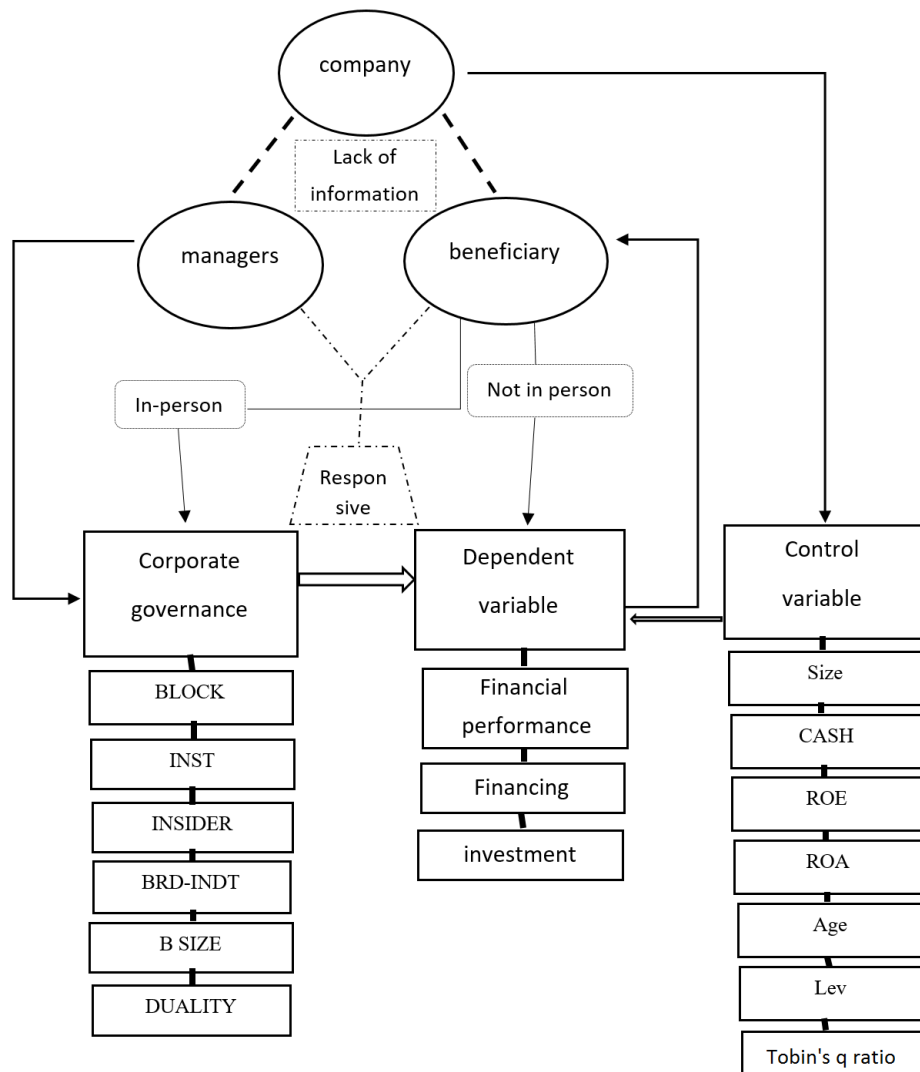 company
Lack of
information
managers
beneficiary
In-person
Not in person
Respon
sive
Corporate
governance
Dependent
variable
Control
variable
BLOCK
INST
INSIDER
BRD-INDT
B SIZE
DUALITY
Financial
performance
Financing
investment
Size
CASH
ROE
ROA
Age
Lev
Tobin's q ratio